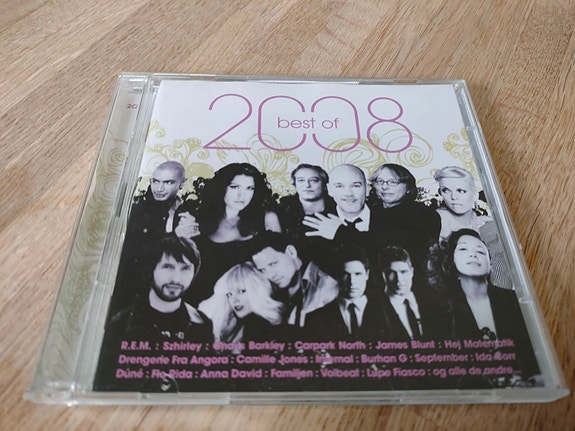 best of
2008
R.E.M. : Szhirley : Gnarls Barkley : Carpark North : James Blunt : Hej Matematik
Drengene Fra Angora : Camille Jones : Infernal : Burhan G : September : Ida Corr
Dúné : Flo Rida : Anna David : Familjen : Volbeat : Lupe Fiasco : og alle de andre...